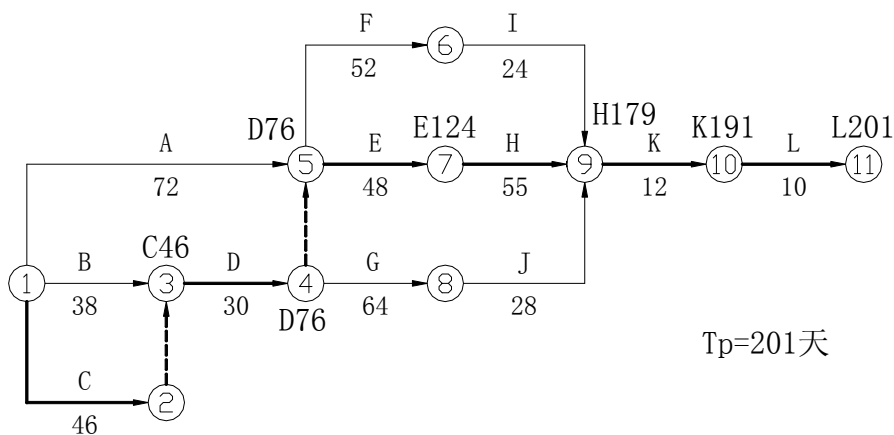 F I
⑥
52 24
D76 E124 H179 K191 L201
A ⑤ E ⑦ H ⑨ K ⑩ L ⑪
72 48 55 12 10
C46
① B ③ D ④ G ⑧ J
38 30 D76 64 28
Tp=201天
C ②
46